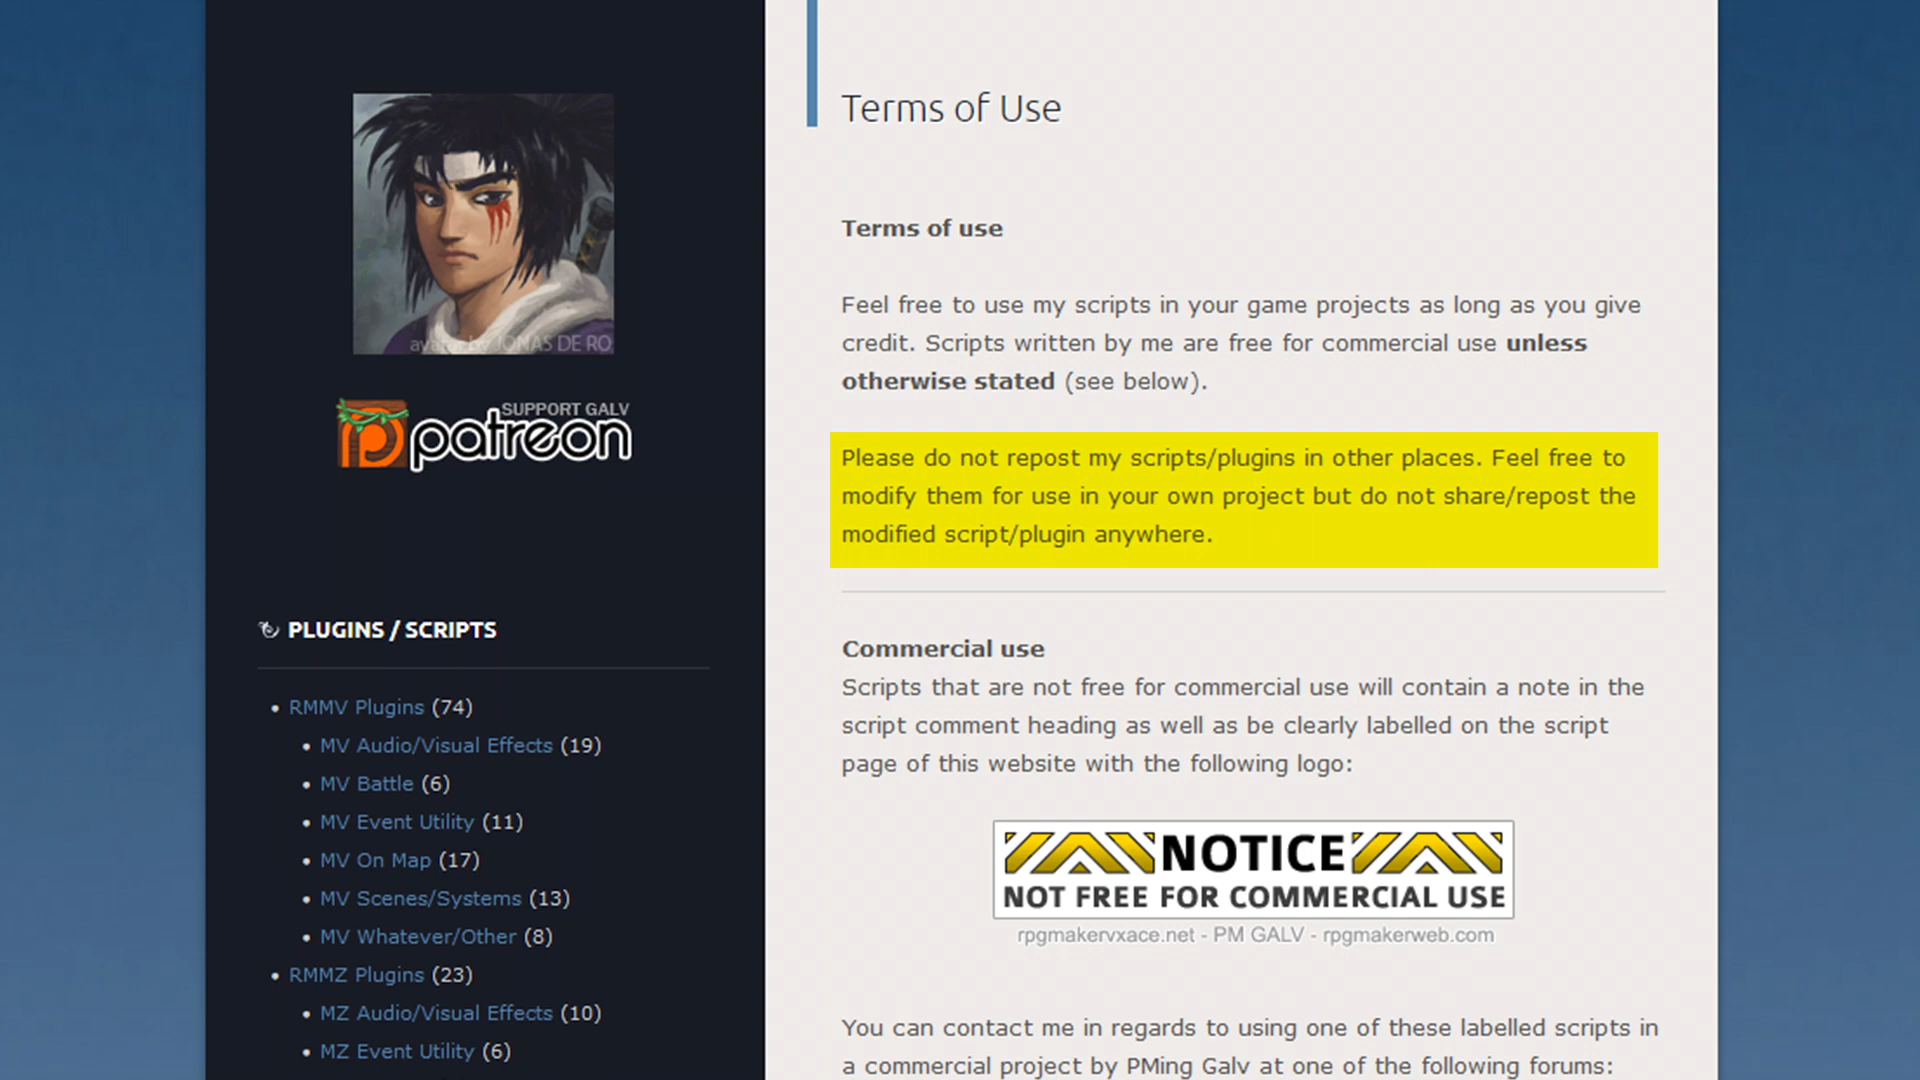 avatar by JONAS DE RO
SUPPORT GALV
patreon
PLUGINS / SCRIPTS
RMMV Plugins (74)
MV Audio/Visual Effects (19)
MV Battle (6)
MV Event Utility (11)
MV On Map (17)
MV Scenes/Systems (13)
MV Whatever/Other (8)
RMMZ Plugins (23)
MZ Audio/Visual Effects (10)
MZ Event Utility (6)
Terms of Use
Terms of use
Feel free to use my scripts in your game projects as long as you give
credit. Scripts written by me are free for commercial use unless
otherwise stated (see below).
Please do not repost my scripts/plugins in other places. Feel free to
modify them for use in your own project but do not share/repost the
modified script/plugin anywhere.
Commercial use
Scripts that are not free for commercial use will contain a note in the
script comment heading as well as be clearly labelled on the script
page of this website with the following logo:
NOTICE
NOT FREE FOR COMMERCIAL USE
rpgmakervxace.net - PM GALV - rpgmakerweb.com
You can contact me in regards to using one of these labelled scripts in
a commercial project by PMing Galv at one of the following forums: